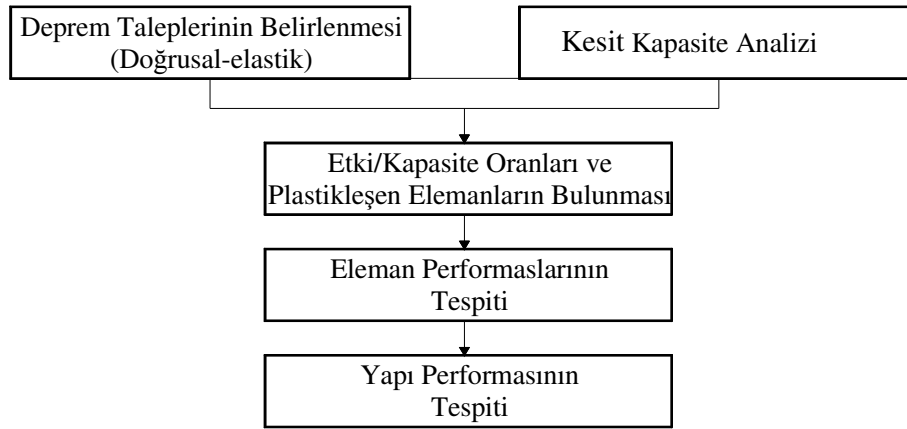 Deprem Taleplerinin Belirlenmesi
(Doğrusal-elastik)
Kesit Kapasite Analizi
Etki/Kapasite Oranları ve
Plastikleşen Elemanların Bulunması
Eleman Performaslarının
Tespiti
Yapı Performasının
Tespiti